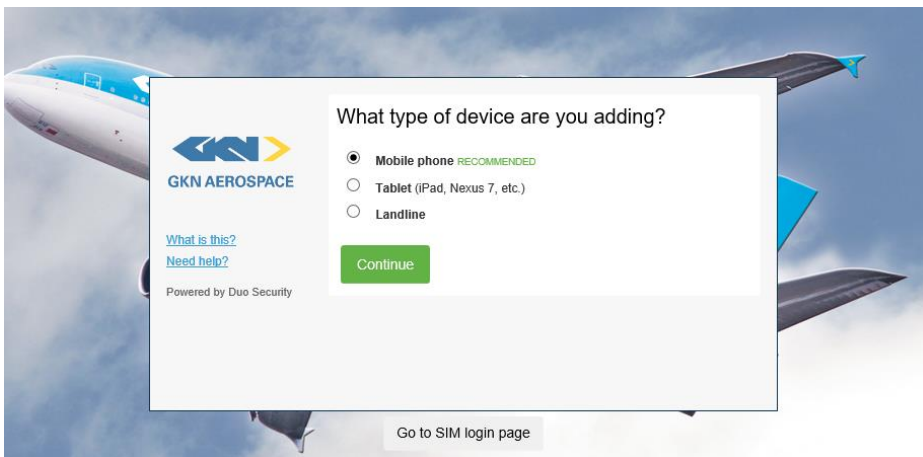 GKN AEROSPACE
What is this?
Need help?
Powered by Duo Security
What type of device are you adding?
Mobile phone RECOMMENDED
Tablet (iPad, Nexus 7, etc.)
Landline
Continue
Go to SIM login page